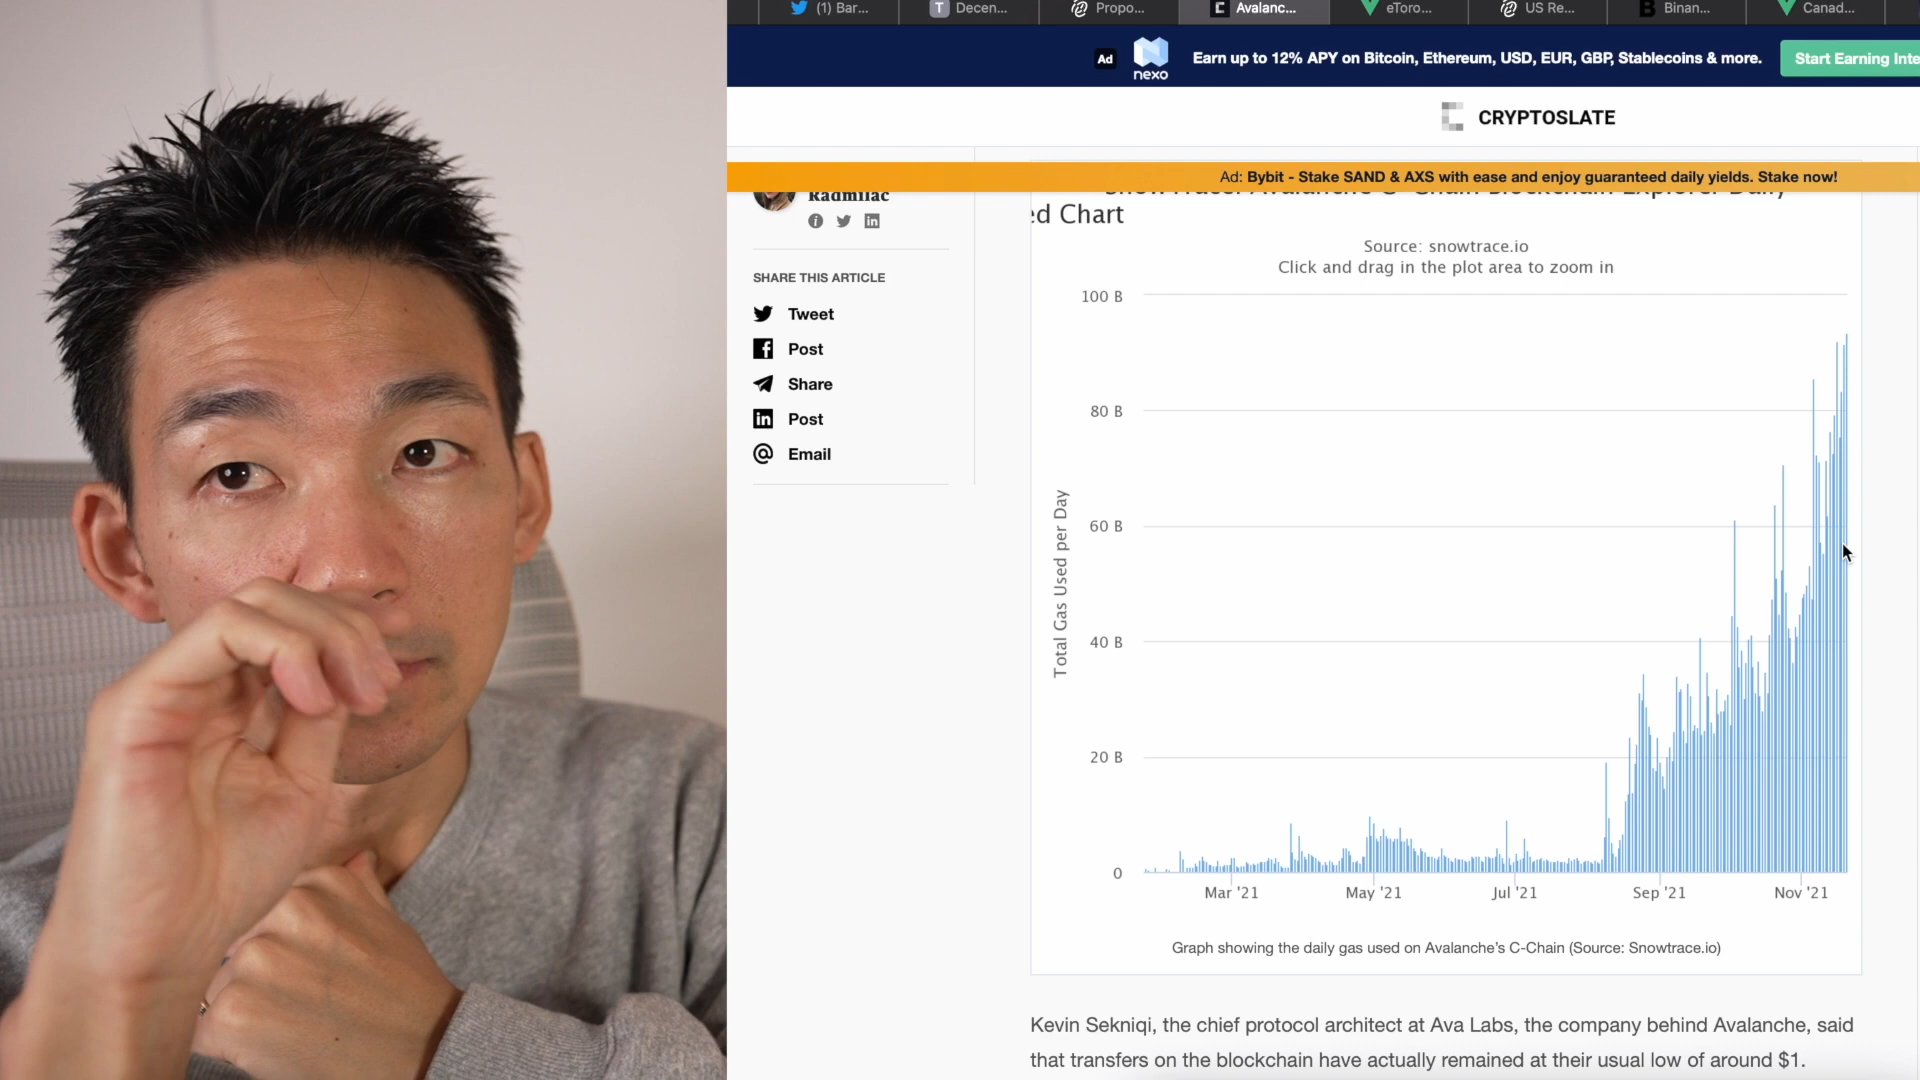 (1) Bar...
T Decen...
Propo...
Avalanc...
eToro...
US Re...
Binan...
Canad...
Ad
nexo
Earn up to 12% APY on Bitcoin, Ethereum, USD, EUR, GBP, Stablecoins & more.
Start Earning Inte
CRYPTOSLATE
Ad: Bybit - Stake SAND & AXS with ease and enjoy guaranteed daily yields. Stake now!
Radmilac
SHARE THIS ARTICLE
Tweet
Post
Share
Post
Email
ed Chart
Source: snowtrace.io
Click and drag in the plot area to zoom in
Total Gas Used per Day
100 B
80 B
60 B
40 B
20 B
0
Mar '21
May '21
Jul '21
Sep '21
Nov '21
Graph showing the daily gas used on Avalanche's C-Chain (Source: Snowtrace.io)
Kevin Sekniqi, the chief protocol architect at Ava Labs, the company behind Avalanche, said
that transfers on the blockchain have actually remained at their usual low of around $1.